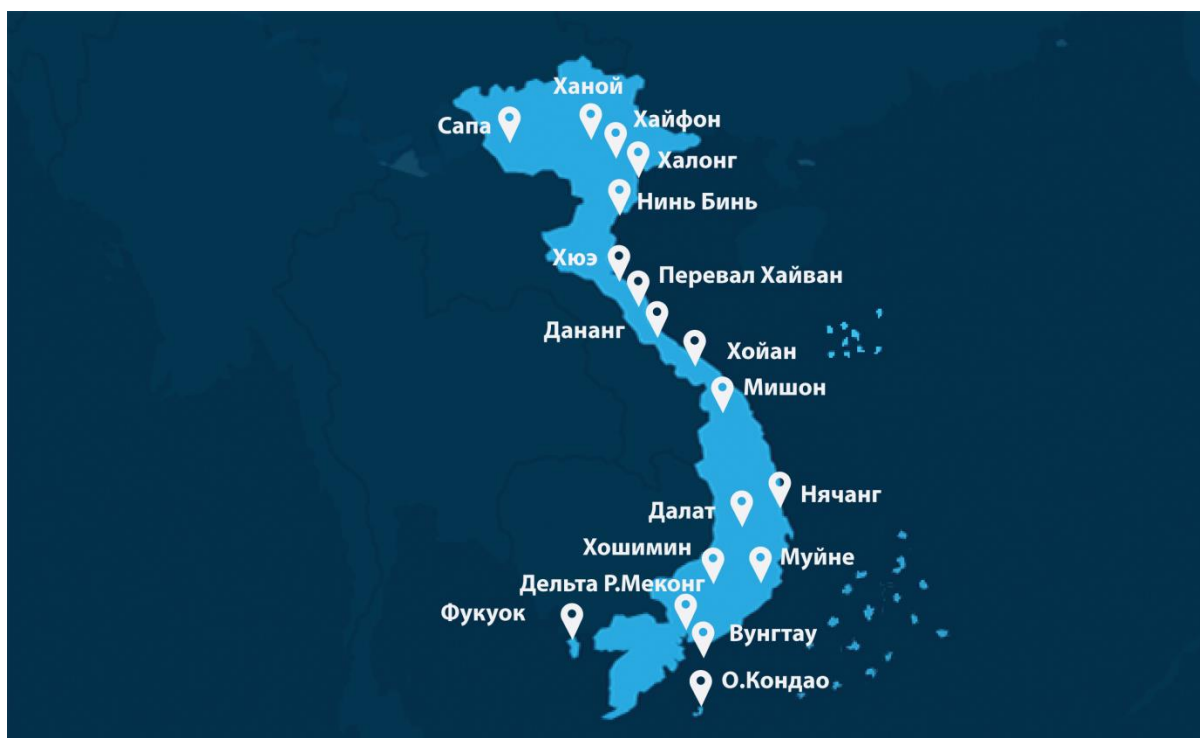 Ханой
Сапа
Хайфон
Халонг
Нинь Бинь
Хюэ
Перевал Хайван
Дананг
Хойан
Мишон
Нячанг
Далат
Хошимин
Муйне
Дельта Р.Меконг
Фукуок
Вунгтау
О.Кондао